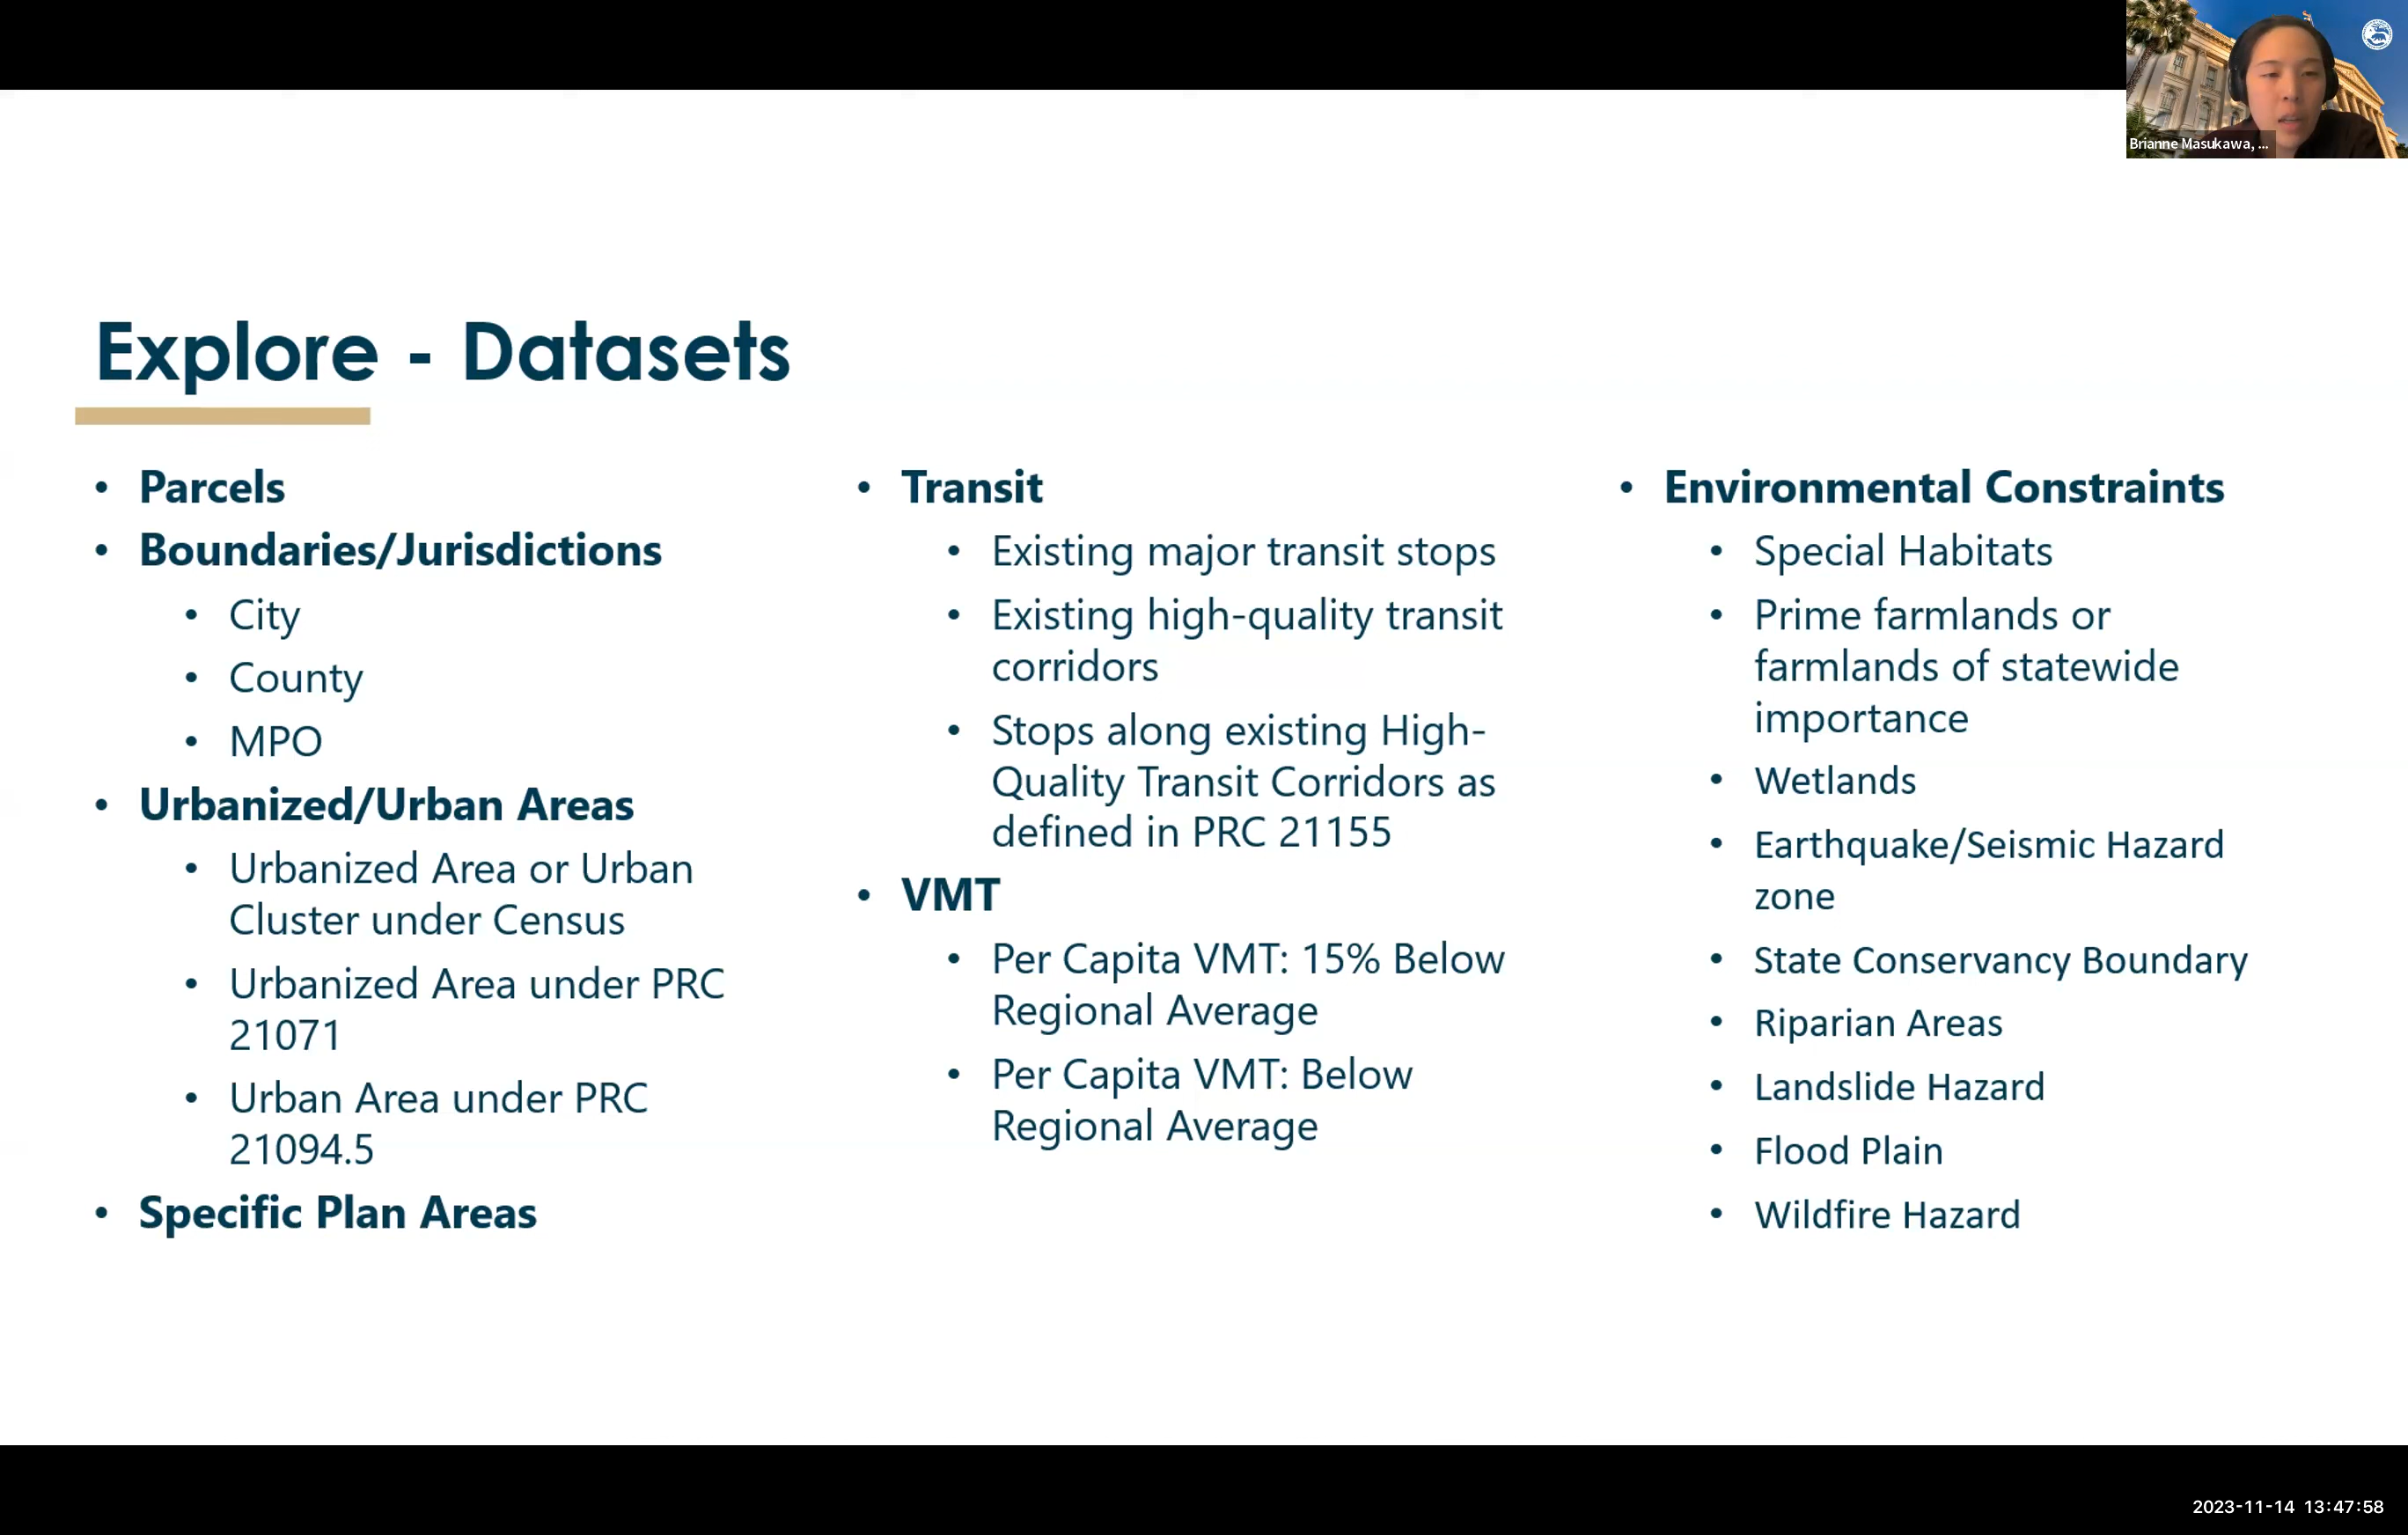 Brianne Masukawa, ...
Explore - Datasets
• Parcels
• Boundaries/Jurisdictions
• City
• County
• MPO
• Urbanized/Urban Areas
• Urbanized Area or Urban
Cluster under Census
• Urbanized Area under PRC
21071
• Urban Area under PRC
21094.5
• Specific Plan Areas
• Transit
• Existing major transit stops
• Existing high-quality transit
corridors
• Stops along existing High-
Quality Transit Corridors as
defined in PRC 21155
• VMT
• Per Capita VMT: 15% Below
Regional Average
• Per Capita VMT: Below
Regional Average
• Environmental Constraints
• Special Habitats
• Prime farmlands or
farmlands of statewide
importance
• Wetlands
• Earthquake/Seismic Hazard
zone
• State Conservancy Boundary
• Riparian Areas
• Landslide Hazard
• Flood Plain
• Wildfire Hazard
2023-11-14 13:47:58